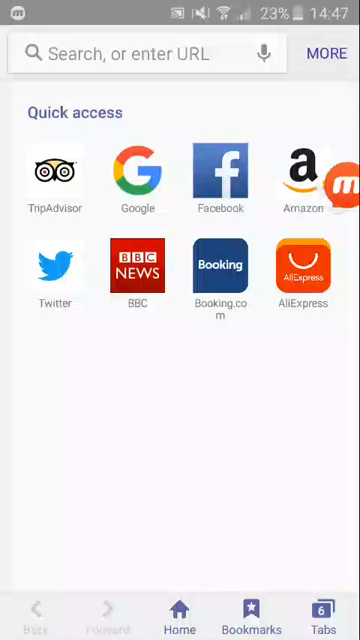 23% 14:47
Search, or enter URL MORE
Quick access
TripAdvisor Google Facebook Amazon
BBC
NEWS
Booking
AliExpress
Twitter BBC Booking.co
m AliExpress
6
Back Forward Home Bookmarks Tabs